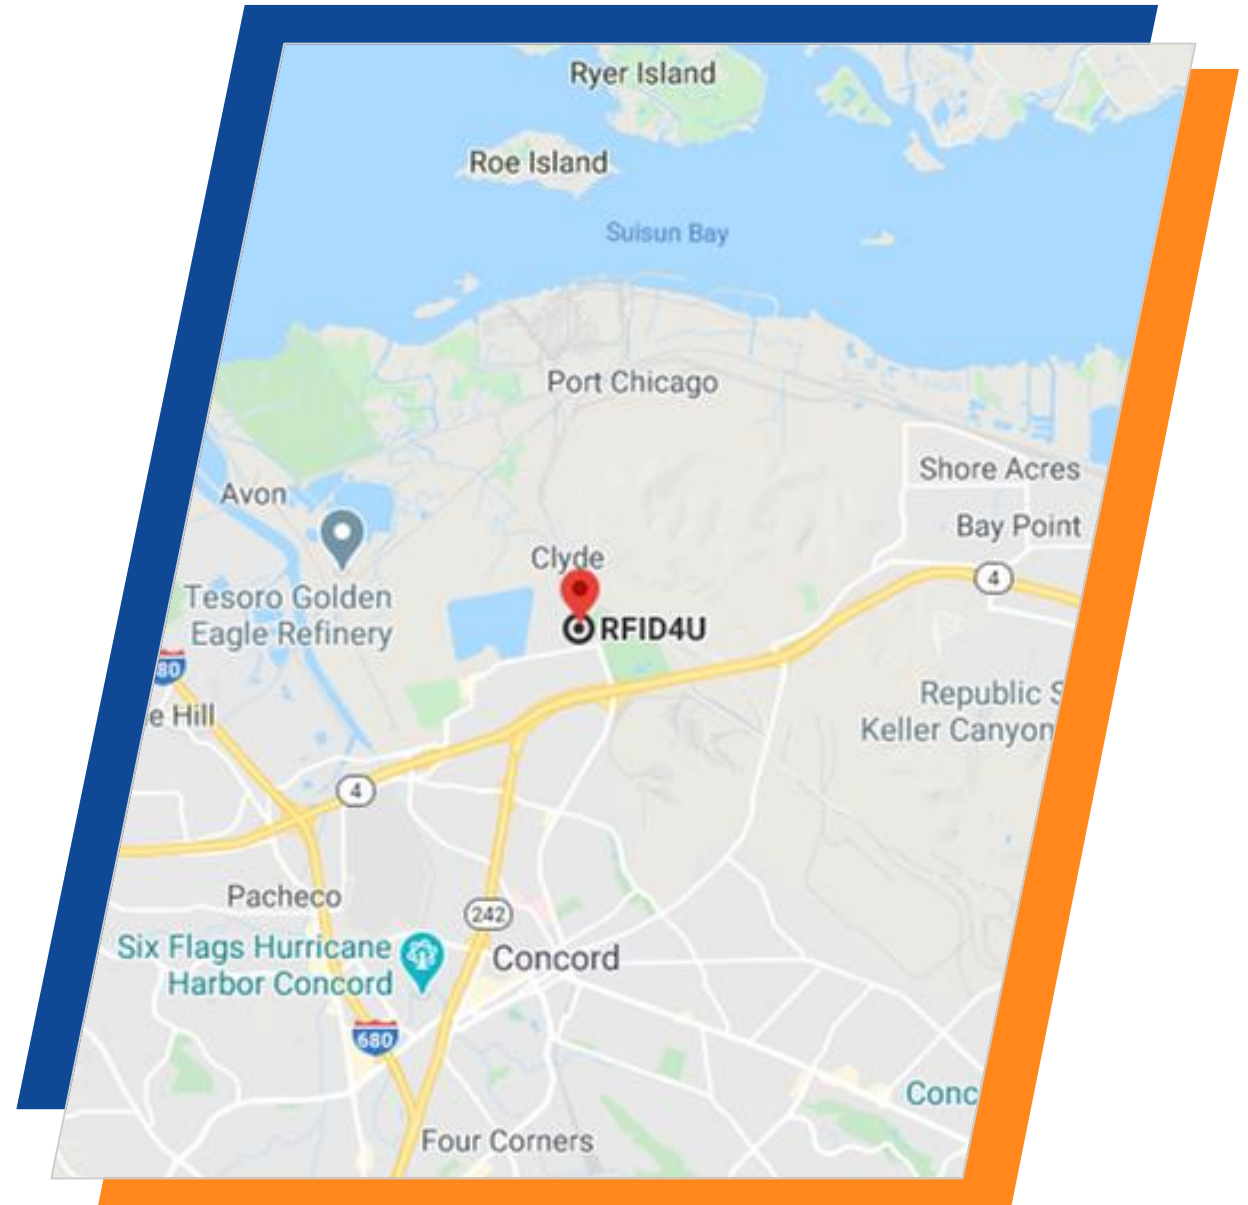 Ryer Island
Roe Island
Suisun Bay
Port Chicago
Shore Acres
Avon
Bay Point
Clyde
4
Tesoro Golden
Eagle Refinery
RFID4U
80
Republic S
e Hill
Keller Canyon
4
Pacheco
242
Six Flags Hurricane
Harbor Concord
Concord
680
Conc
Four Corners